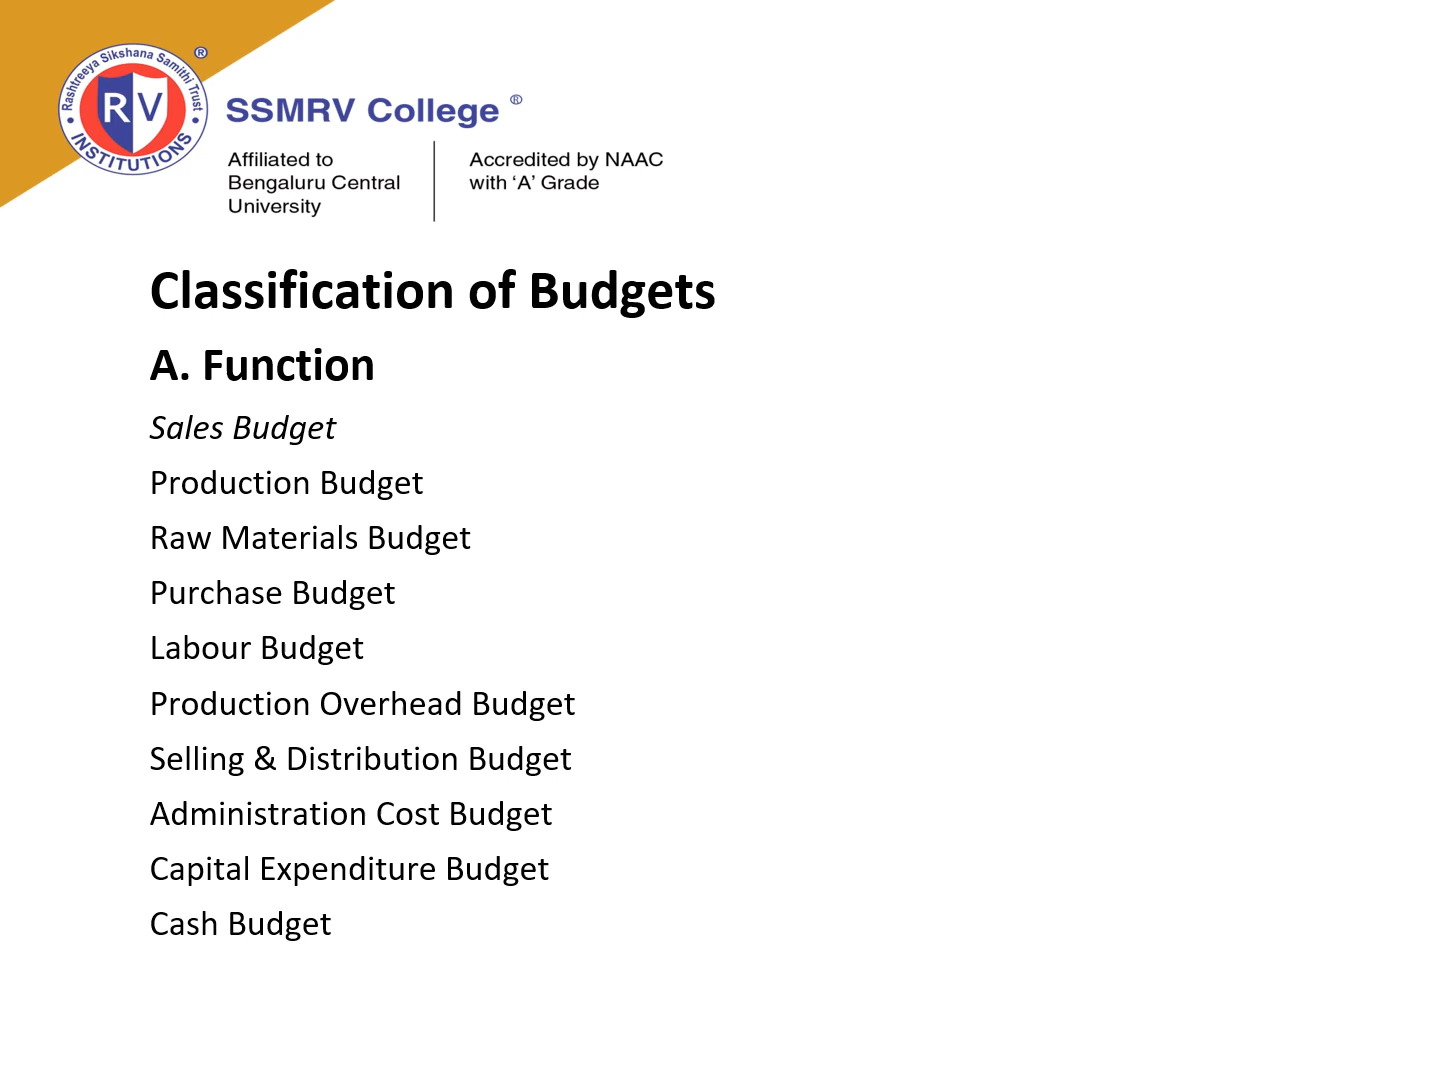 Rashtreeya Sikshana Samithi Trust
®
RV
INSTITUTIONS
SSMRV College ®
Affiliated to
Bengaluru Central
University
Accredited by NAAC
with ‘A’ Grade
Classification of Budgets
A. Function
Sales Budget
Production Budget
Raw Materials Budget
Purchase Budget
Labour Budget
Production Overhead Budget
Selling & Distribution Budget
Administration Cost Budget
Capital Expenditure Budget
Cash Budget